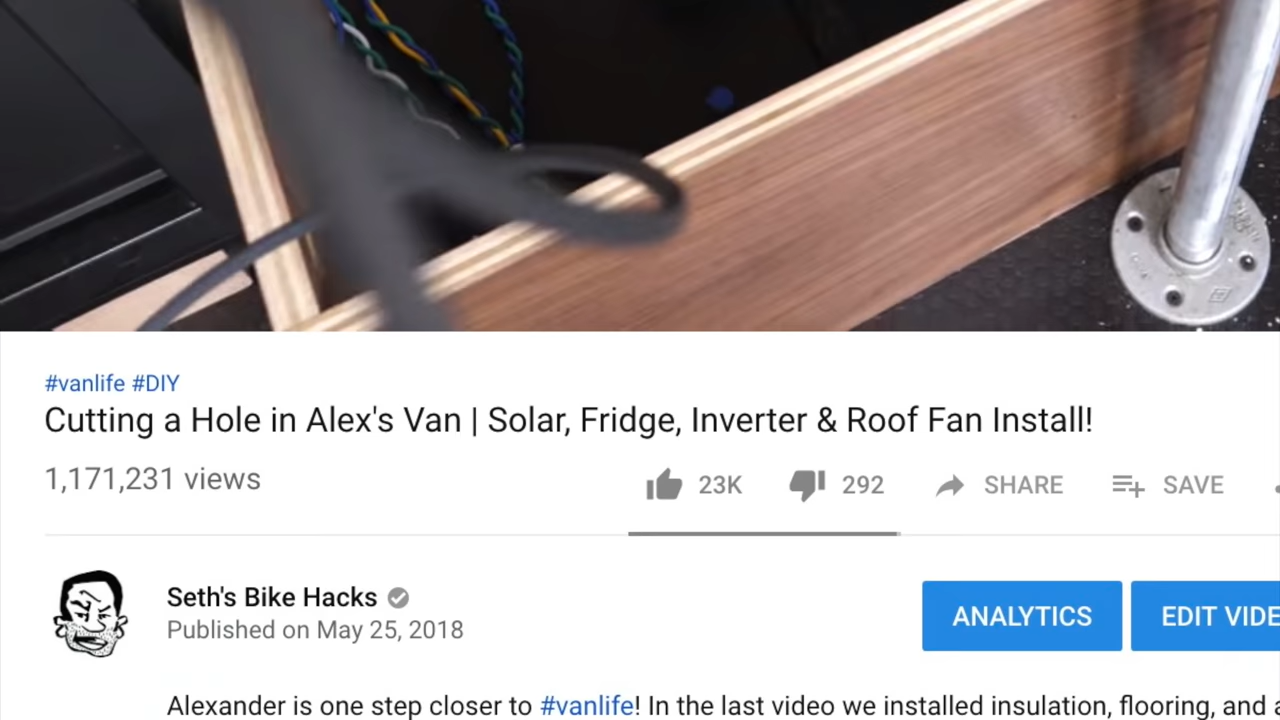 #vanlife #DIY
Cutting a Hole in Alex's Van | Solar, Fridge, Inverter & Roof Fan Install!
1,171,231 views
23K
292
SHARE
SAVE
Seth's Bike Hacks
Published on May 25, 2018
ANALYTICS
EDIT VIDE
Alexander is one step closer to #vanlife! In the last video we installed insulation, flooring, and a